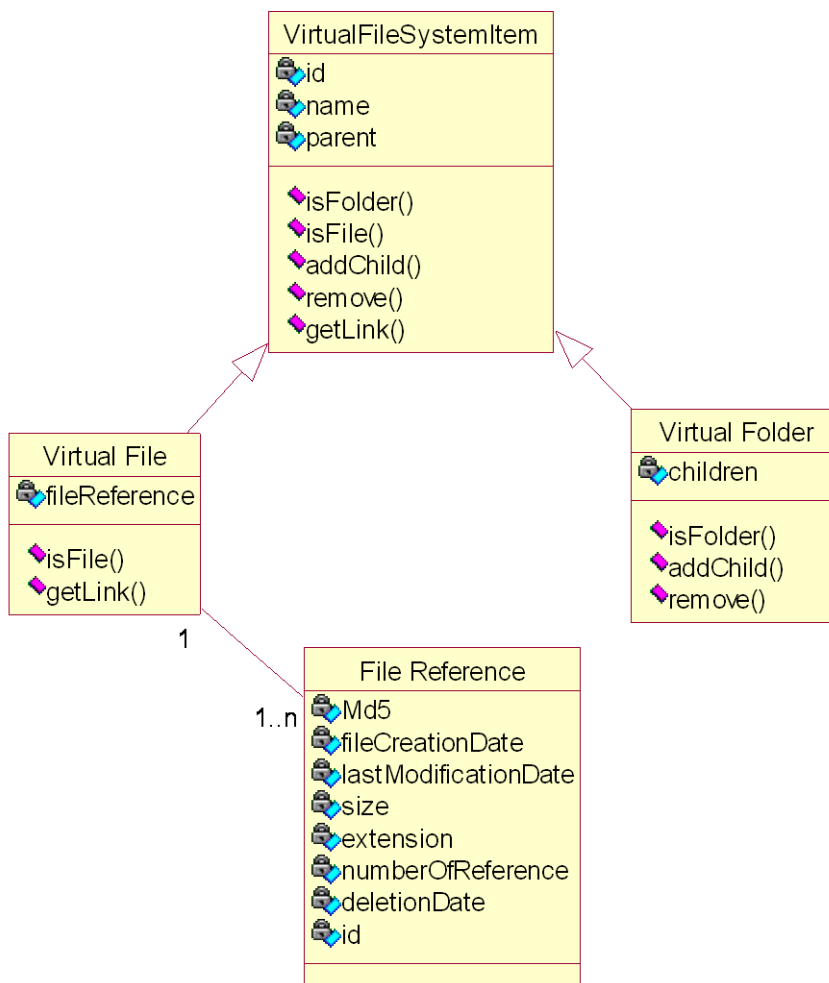 VirtualFileSystemItem
id
name
parent
isFolder()
isFile()
addChild()
remove()
getLink()
Virtual File
fileReference
isFile()
getLink()
Virtual Folder
children
isFolder()
addChild()
remove()
1
1..n
File Reference
Md5
fileCreationDate
lastModificationDate
size
extension
numberOfReference
deletionDate
id